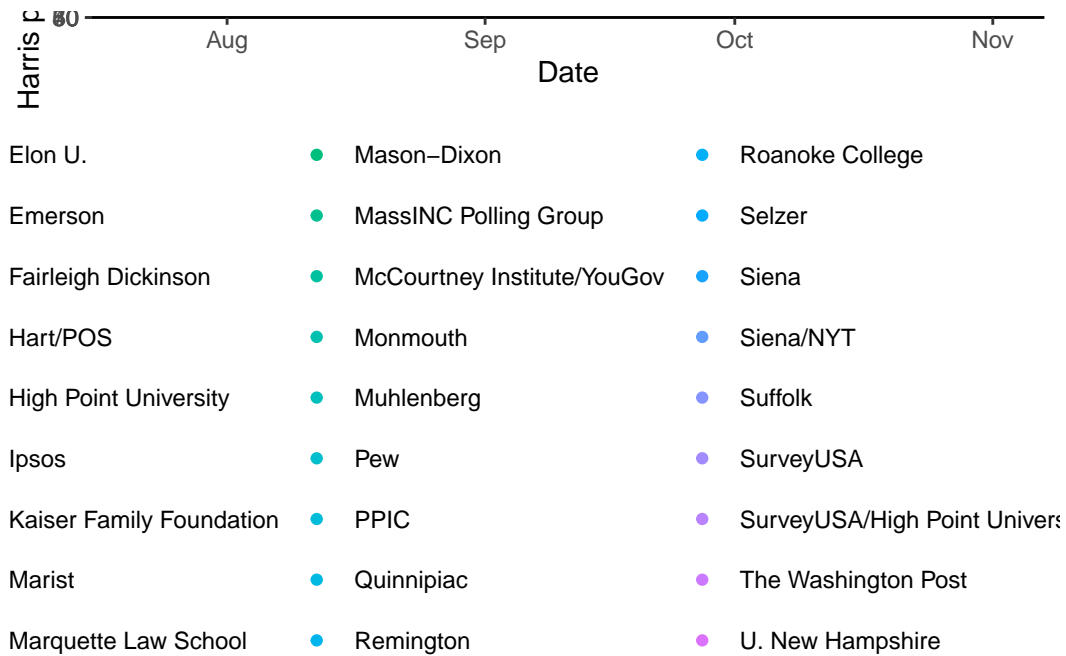 Harris
Aug Sep Oct Nov
Date
Elon U. Mason−Dixon Roanoke College
Emerson MassINC Polling Group Selzer
Fairleigh Dickinson McCourtney Institute/YouGov Siena
Hart/POS Monmouth Siena/NYT
High Point University Muhlenberg Suffolk
Ipsos Pew SurveyUSA
Kaiser Family Foundation PPIC SurveyUSA/High Point Univers
Marist Quinnipiac The Washington Post
Marquette Law School Remington U. New Hampshire